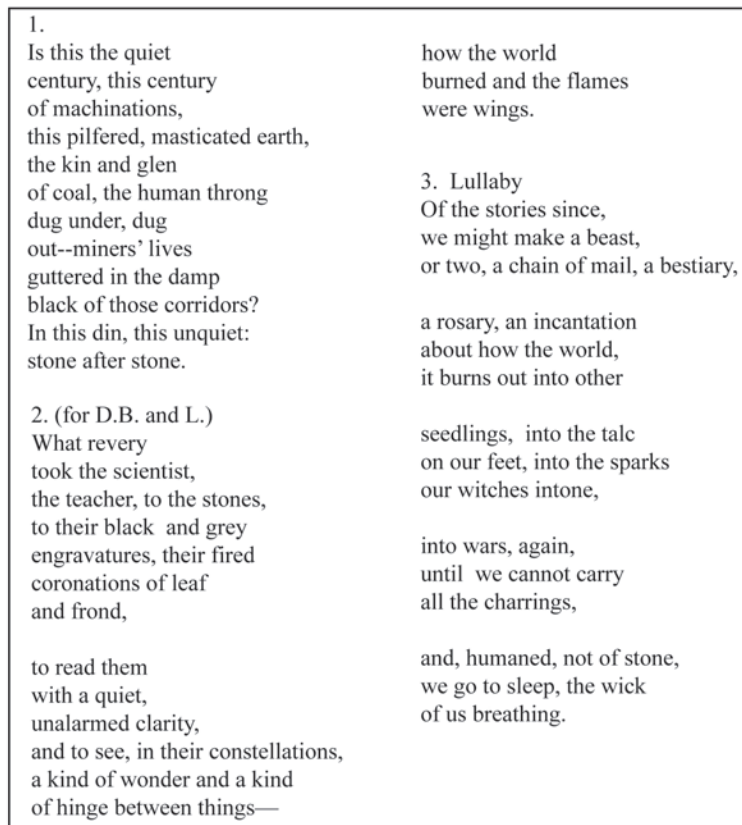 1.
Is this the quiet
century, this century
of machinations,
this pilfered, masticated earth,
the kin and glen
of coal, the human throng
dug under, dug
out--miners’ lives
guttered in the damp
black of those corridors?
In this din, this unquiet:
stone after stone.
2. (for D.B. and L.)
What revery
took the scientist,
the teacher, to the stones,
to their black  and grey
engravatures, their fired
coronations of leaf
and frond,
to read them
with a quiet,
unalarmed clarity,
and to see, in their constellations,
a kind of wonder and a kind
of hinge between things—
how the world
burned and the flames
were wings.
3.  Lullaby
Of the stories since,
we might make a beast,
or two, a chain of mail, a bestiary,
a rosary, an incantation
about how the world,
it burns out into other
seedlings,  into the talc
on our feet, into the sparks
our witches intone,
into wars, again,
until  we cannot carry
all the charrings,
and, humaned, not of stone,
we go to sleep, the wick
of us breathing.